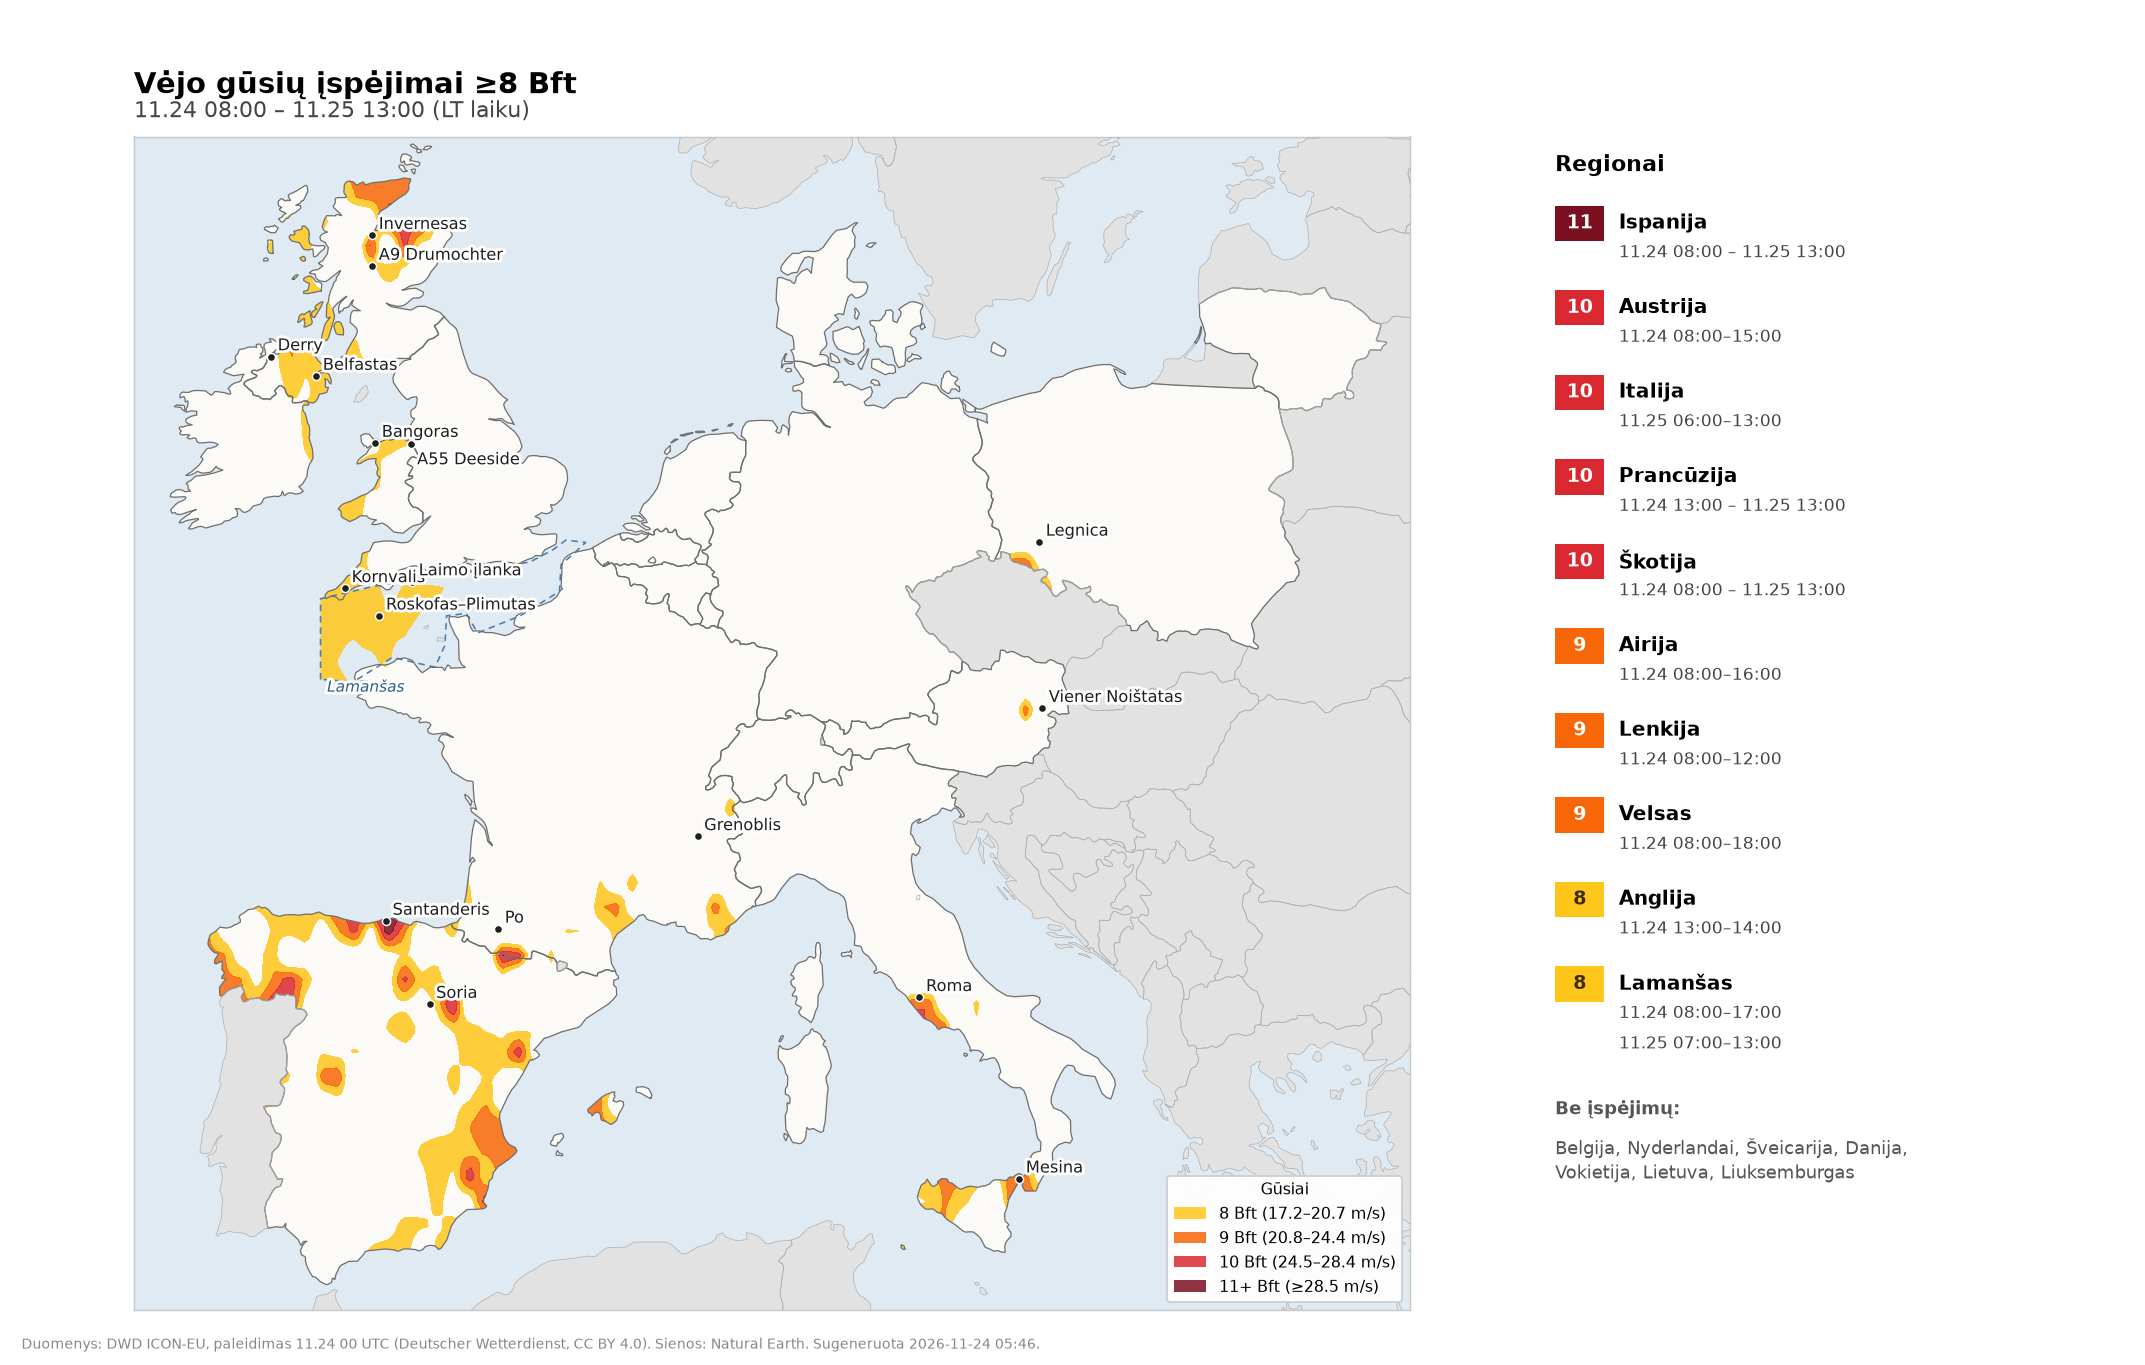 Vėjo gūsių įspėjimai ≥8 Bft
11.24 08:00 – 11.25 13:00 (LT laiku)
Invernesas
A9 Drumochter
Derry
Belfastas
Bangoras
A55 Deeside
Legnica
Laimo įlanka
Kornvalis
Roskofas–Plimutas
Lamanšas
Viener Noištatas
Grenoblis
Santanderis
Po
Soria
Roma
Mesina
Gūsiai
8 Bft (17.2–20.7 m/s)
9 Bft (20.8–24.4 m/s)
10 Bft (24.5–28.4 m/s)
11+ Bft (≥28.5 m/s)
Regionai
11 Ispanija
11.24 08:00 – 11.25 13:00
10 Austrija
11.24 08:00–15:00
10 Italija
11.25 06:00–13:00
10 Prancūzija
11.24 13:00 – 11.25 13:00
10 Škotija
11.24 08:00 – 11.25 13:00
9 Airija
11.24 08:00–16:00
9 Lenkija
11.24 08:00–12:00
9 Velsas
11.24 08:00–18:00
8 Anglija
11.24 13:00–14:00
8 Lamanšas
11.24 08:00–17:00
11.25 07:00–13:00
Be įspėjimų:
Belgija, Nyderlandai, Šveicarija, Danija,
Vokietija, Lietuva, Liuksemburgas
Duomenys: DWD ICON-EU, paleidimas 11.24 00 UTC (Deutscher Wetterdienst, CC BY 4.0). Sienos: Natural Earth. Sugeneruota 2026-11-24 05:46.